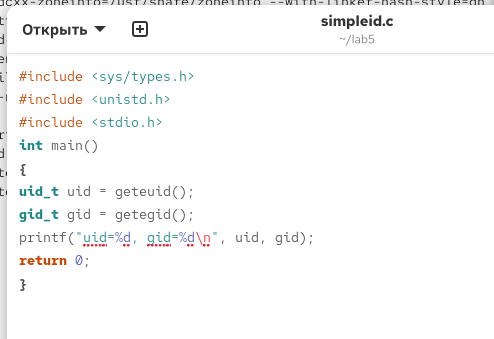 dcxx-zoneinfo=/usr/share/zoneinfo --with-linker-hash-style=gn
Открыть
simpleid.c
~/lab5
#include <sys/types.h>
#include <unistd.h>
#include <stdio.h>
int main()
{
uid_t uid = geteuid();
gid_t gid = getegid();
printf("uid=%d, gid=%d\n", uid, gid);
return 0;
}